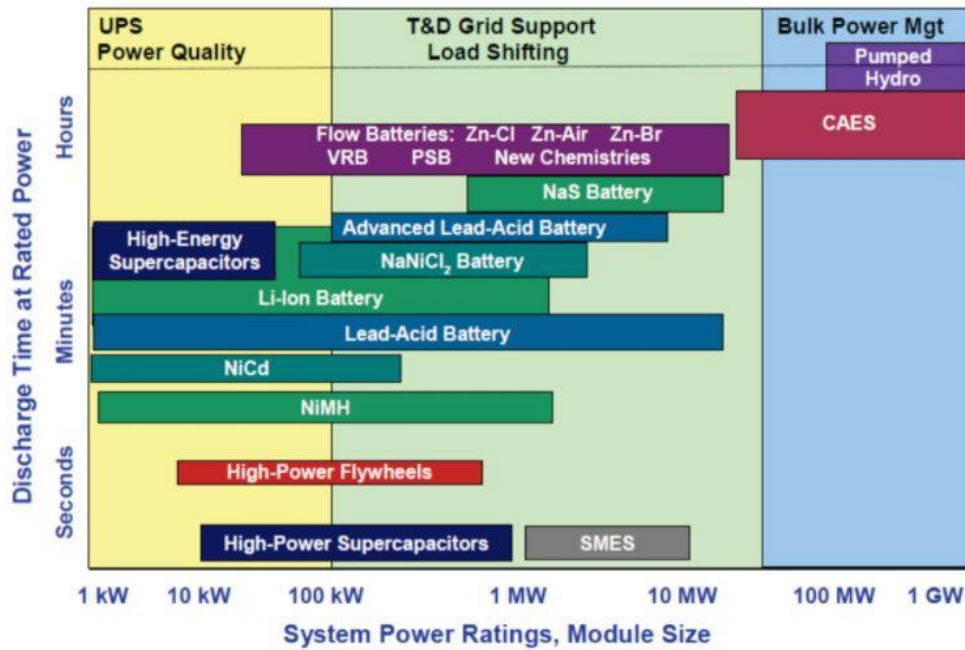 UPS
Power Quality
T&D Grid Support
Load Shifting
Bulk Power Mgt
Pumped
Hydro
CAES
Flow Batteries: Zn-Cl Zn-Air Zn-Br
VRB PSB New Chemistries
NaS Battery
Advanced Lead-Acid Battery
High-Energy
Supercapacitors
NaNiCl₂ Battery
Li-Ion Battery
Lead-Acid Battery
NiCd
NiMH
High-Power Flywheels
High-Power Supercapacitors
SMES
Discharge Time at Rated Power
Hours
Minutes
Seconds
1 kW 10 kW 100 kW 1 MW 10 MW 100 MW 1 GW
System Power Ratings, Module Size